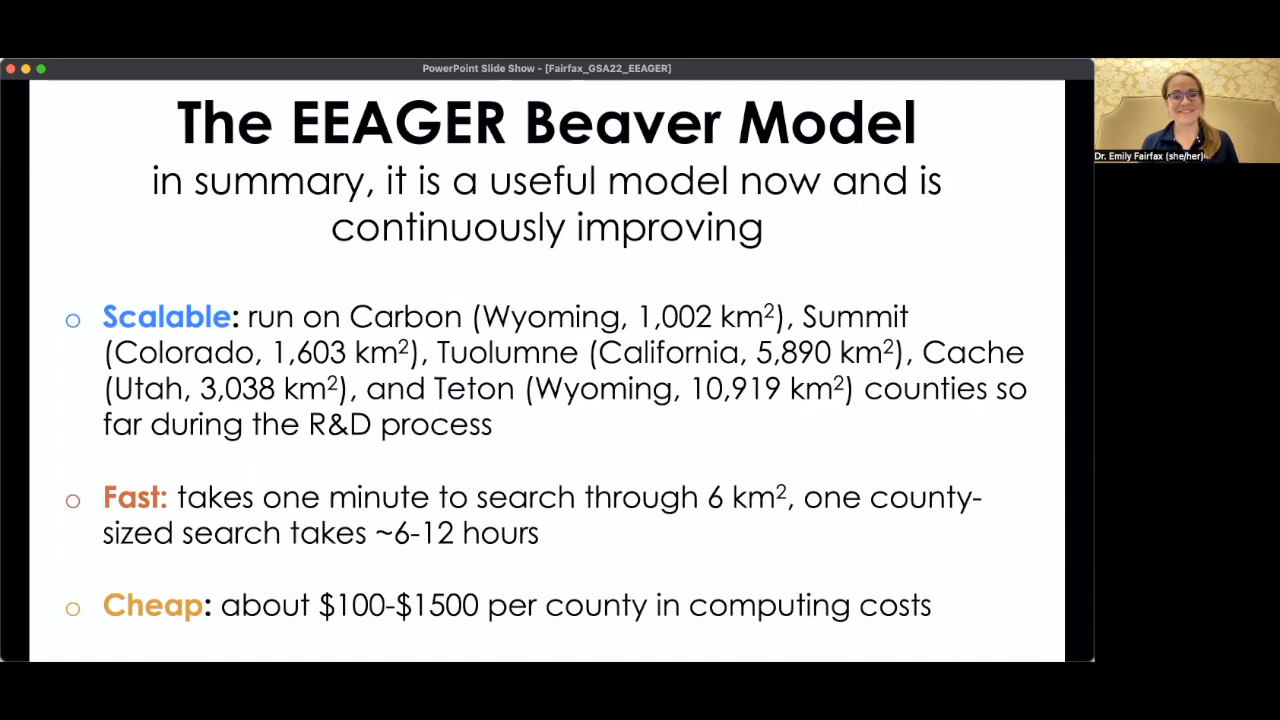 PowerPoint Slide Show - [Fairfax_GSA22_EEAGER]
The EEAGER Beaver Model
in summary, it is a useful model now and is
continuously improving
Scalable: run on Carbon (Wyoming, 1,002 km²), Summit
(Colorado, 1,603 km²), Tuolumne (California, 5,890 km²), Cache
(Utah, 3,038 km²), and Teton (Wyoming, 10,919 km²) counties so
far during the R&D process
Fast: takes one minute to search through 6 km², one county-
sized search takes ~6-12 hours
Cheap: about $100-$1500 per county in computing costs
Dr. Emily Fairfax (she/her)